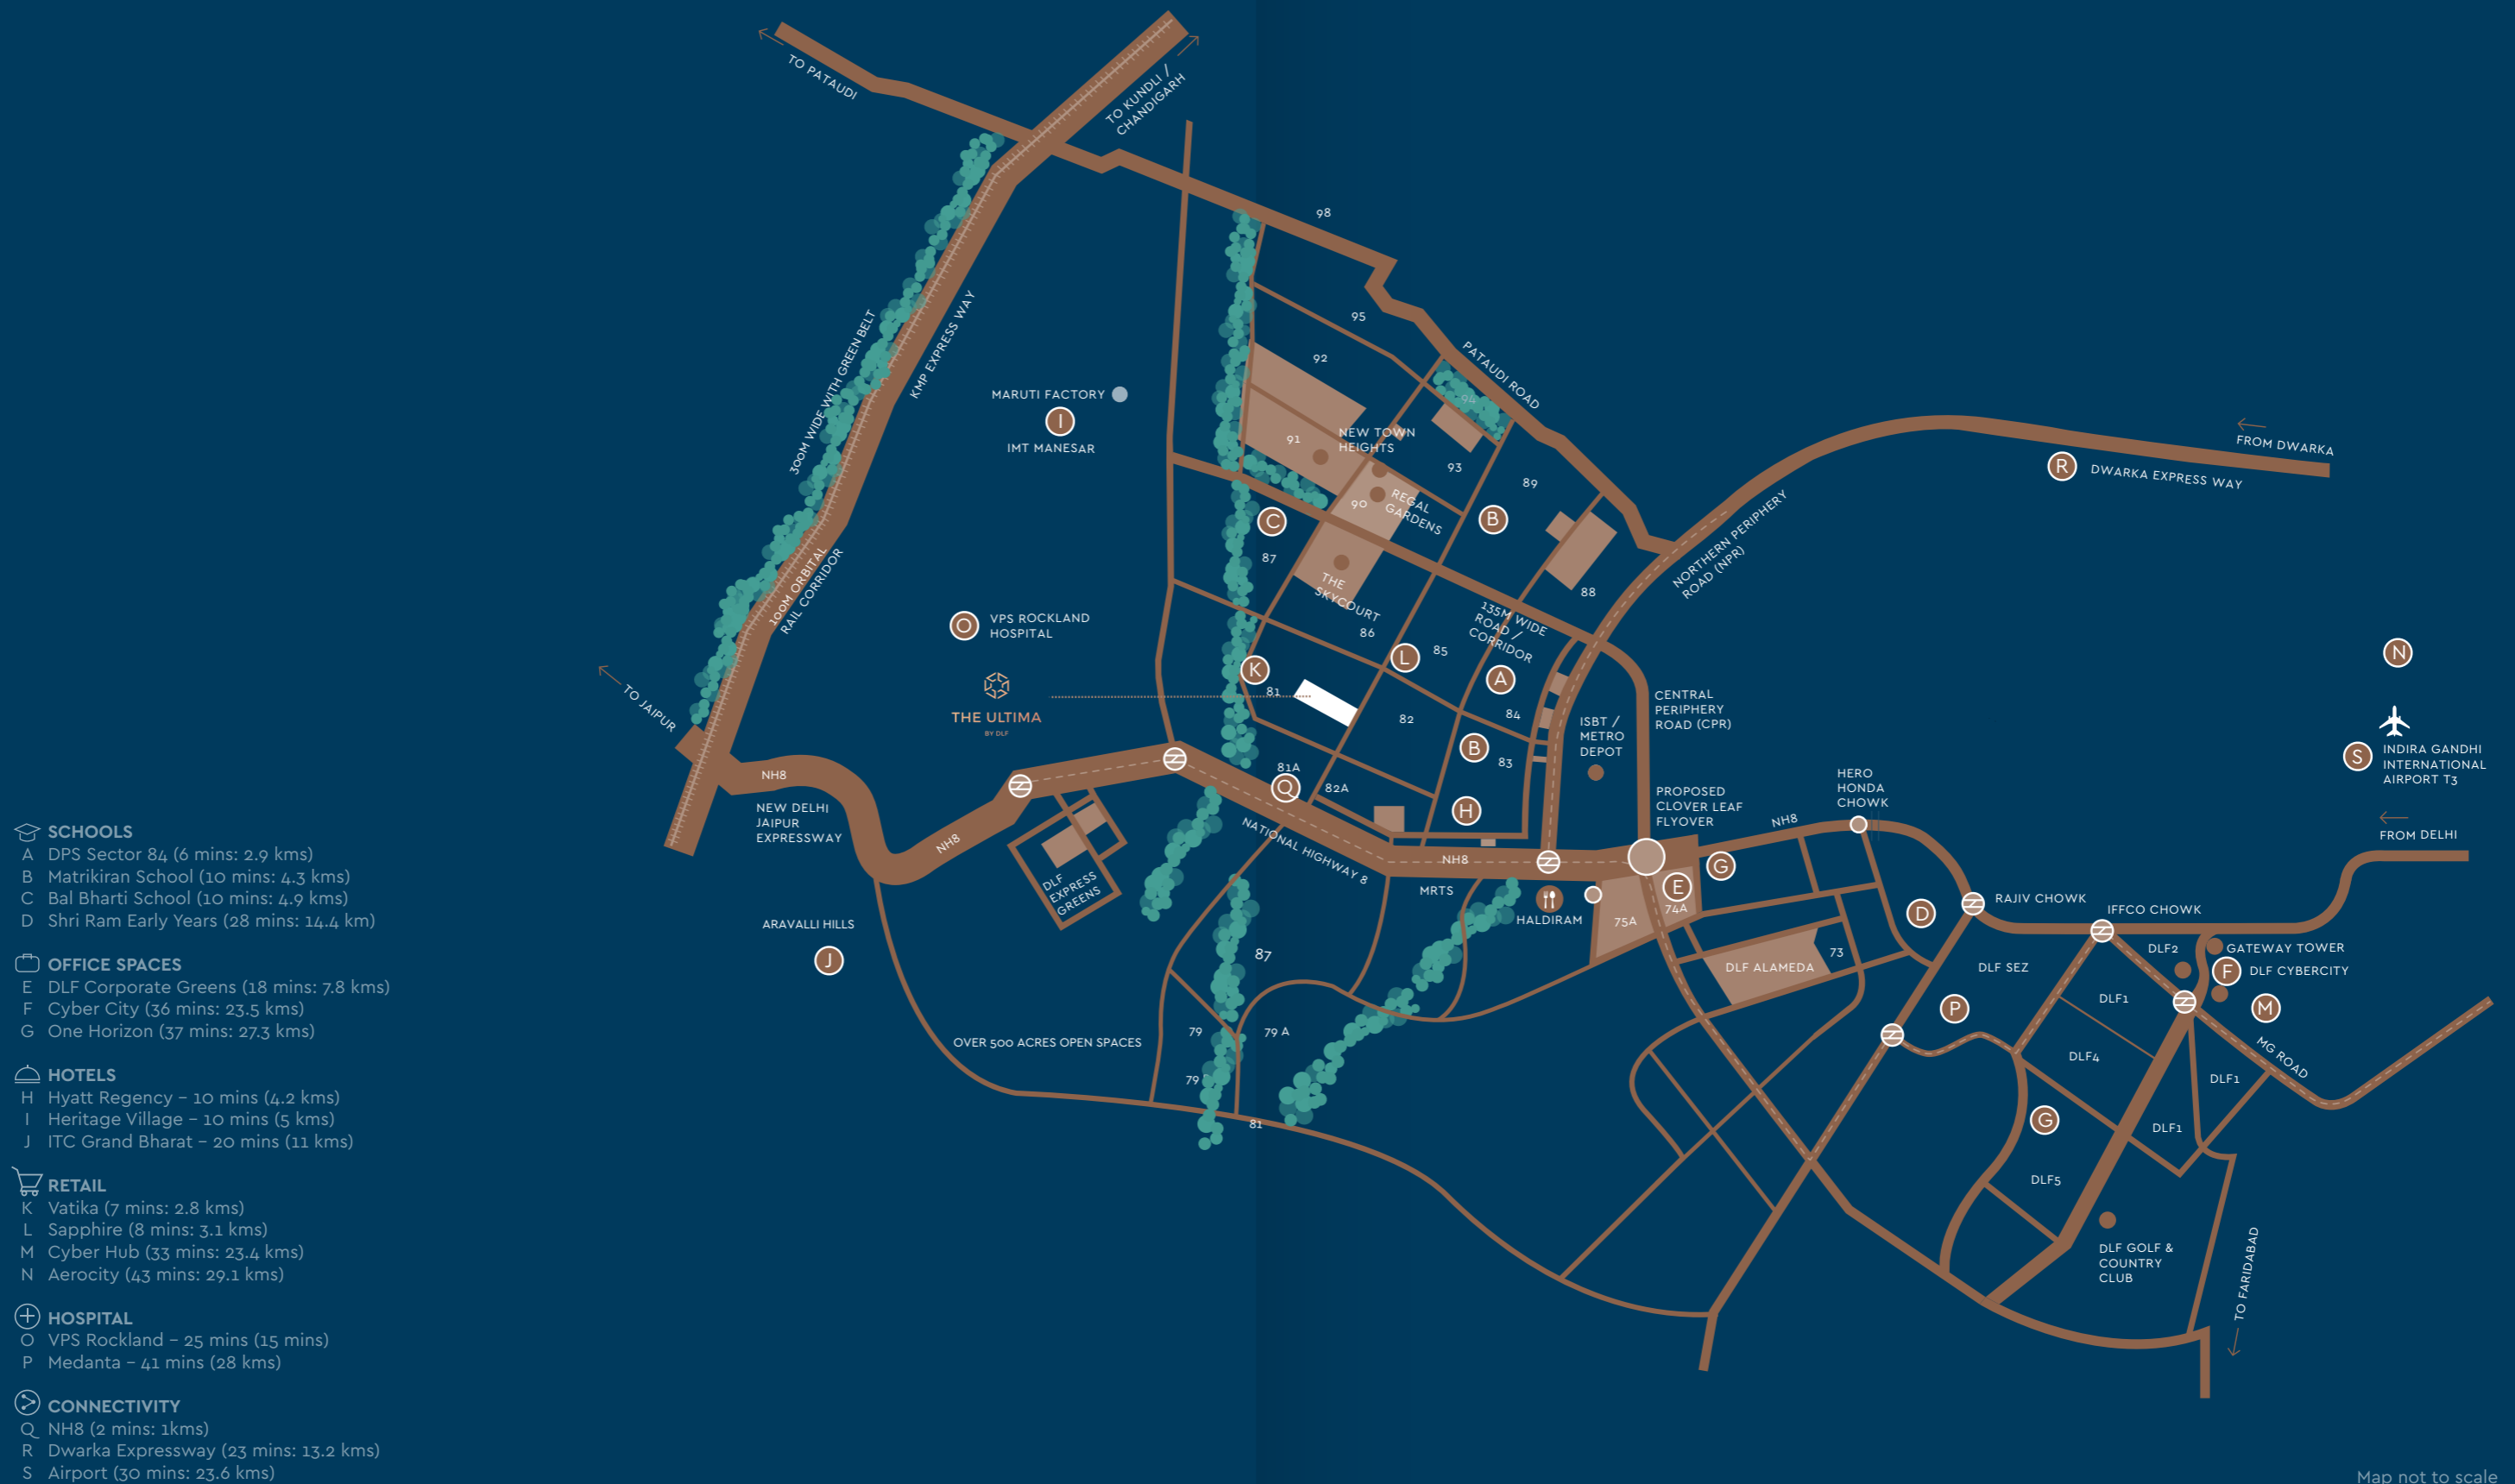 TO PATAUDI
TO KUNDLI /
CHANDIGARH
98
95
92
PATAUDI ROAD
94
300M WIDE WITH GREEN BELT
KMP EXPRESS WAY
MARUTI FACTORY
I
IMT MANESAR
91
NEW TOWN
HEIGHTS
93
89
90
REGAL
GARDENS
B
C
87
THE
SKYCOURT
88
86
135M WIDE
ROAD /
CORRIDOR
NORTHERN PERIPHERY
ROAD (NPR)
FROM DWARKA
R
DWARKA EXPRESS WAY
100M ORBITAL
RAIL CORRIDOR
O
VPS ROCKLAND
HOSPITAL
THE ULTIMA
BY DLF
K
81
L
85
A
84
82
B
83
81A
Q
82A
H
TO JAIPUR
NH8
NEW DELHI
JAIPUR
EXPRESSWAY
NH8
DLF
EXPRESS
GREENS
NATIONAL HIGHWAY 8
NH8
MRTS
ISBT /
METRO
DEPOT
CENTRAL
PERIPHERY
ROAD (CPR)
PROPOSED
CLOVER LEAF
FLYOVER
NH8
HERO
HONDA
CHOWK
N
S
INDIRA GANDHI
INTERNATIONAL
AIRPORT T3
FROM DELHI
G
E
74A
75A
HALDIRAM
D
RAJIV CHOWK
IFFCO CHOWK
DLF2
GATEWAY TOWER
F
DLF CYBERCITY
M
DLF SEZ
P
DLF1
DLF4
MG ROAD
DLF1
DLF1
G
DLF5
DLF GOLF &
COUNTRY
CLUB
TO FARIDABAD
73
DLF ALAMEDA
ARAVALLI HILLS
J
OVER 500 ACRES OPEN SPACES
87
79
79 A
79
81
SCHOOLS
A DPS Sector 84 (6 mins: 2.9 kms)
B Matrikiran School (10 mins: 4.3 kms)
C Bal Bharti School (10 mins: 4.9 kms)
D Shri Ram Early Years (28 mins: 14.4 km)
OFFICE SPACES
E DLF Corporate Greens (18 mins: 7.8 kms)
F Cyber City (36 mins: 23.5 kms)
G One Horizon (37 mins: 27.3 kms)
HOTELS
H Hyatt Regency – 10 mins (4.2 kms)
I Heritage Village – 10 mins (5 kms)
J ITC Grand Bharat – 20 mins (11 kms)
RETAIL
K Vatika (7 mins: 2.8 kms)
L Sapphire (8 mins: 3.1 kms)
M Cyber Hub (33 mins: 23.4 kms)
N Aerocity (43 mins: 29.1 kms)
HOSPITAL
O VPS Rockland – 25 mins (15 mins)
P Medanta – 41 mins (28 kms)
CONNECTIVITY
Q NH8 (2 mins: 1kms)
R Dwarka Expressway (23 mins: 13.2 kms)
S Airport (30 mins: 23.6 kms)
Map not to scale